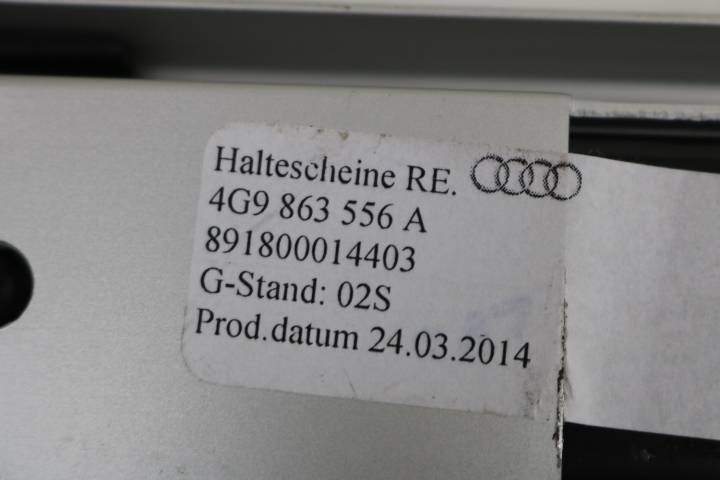 Haltescheine RE.
4G9 863 556 A
891800014403
G-Stand: 02S
Prod.datum 24.03.2014